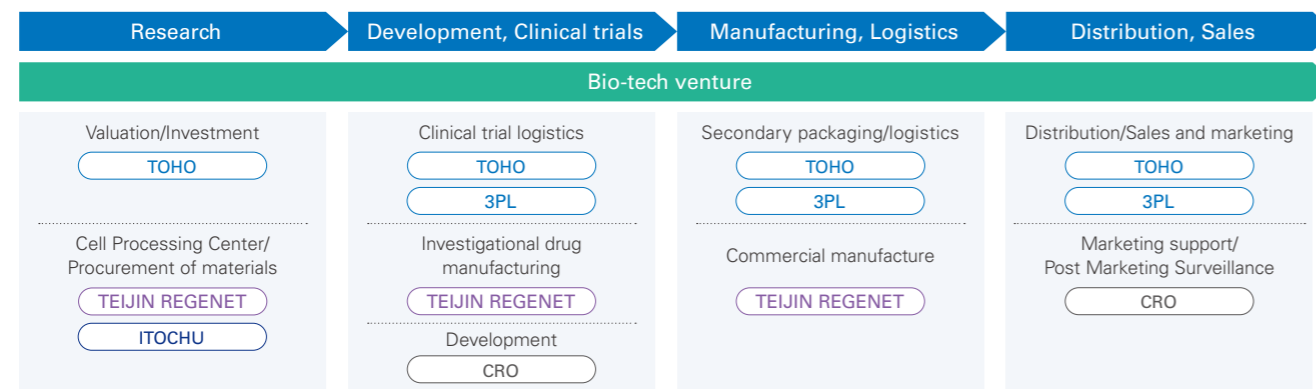 Research
Development, Clinical trials
Manufacturing, Logistics
Distribution, Sales
Bio-tech venture
Valuation/Investment
TOHO
Cell Processing Center/
Procurement of materials
TEIJIN REGENET
ITOCHU
Clinical trial logistics
TOHO
3PL
Investigational drug
manufacturing
TEIJIN REGENET
Development
CRO
Secondary packaging/logistics
TOHO
3PL
Commercial manufacture
TEIJIN REGENET
Distribution/Sales and marketing
TOHO
3PL
Marketing support/
Post Marketing Surveillance
CRO